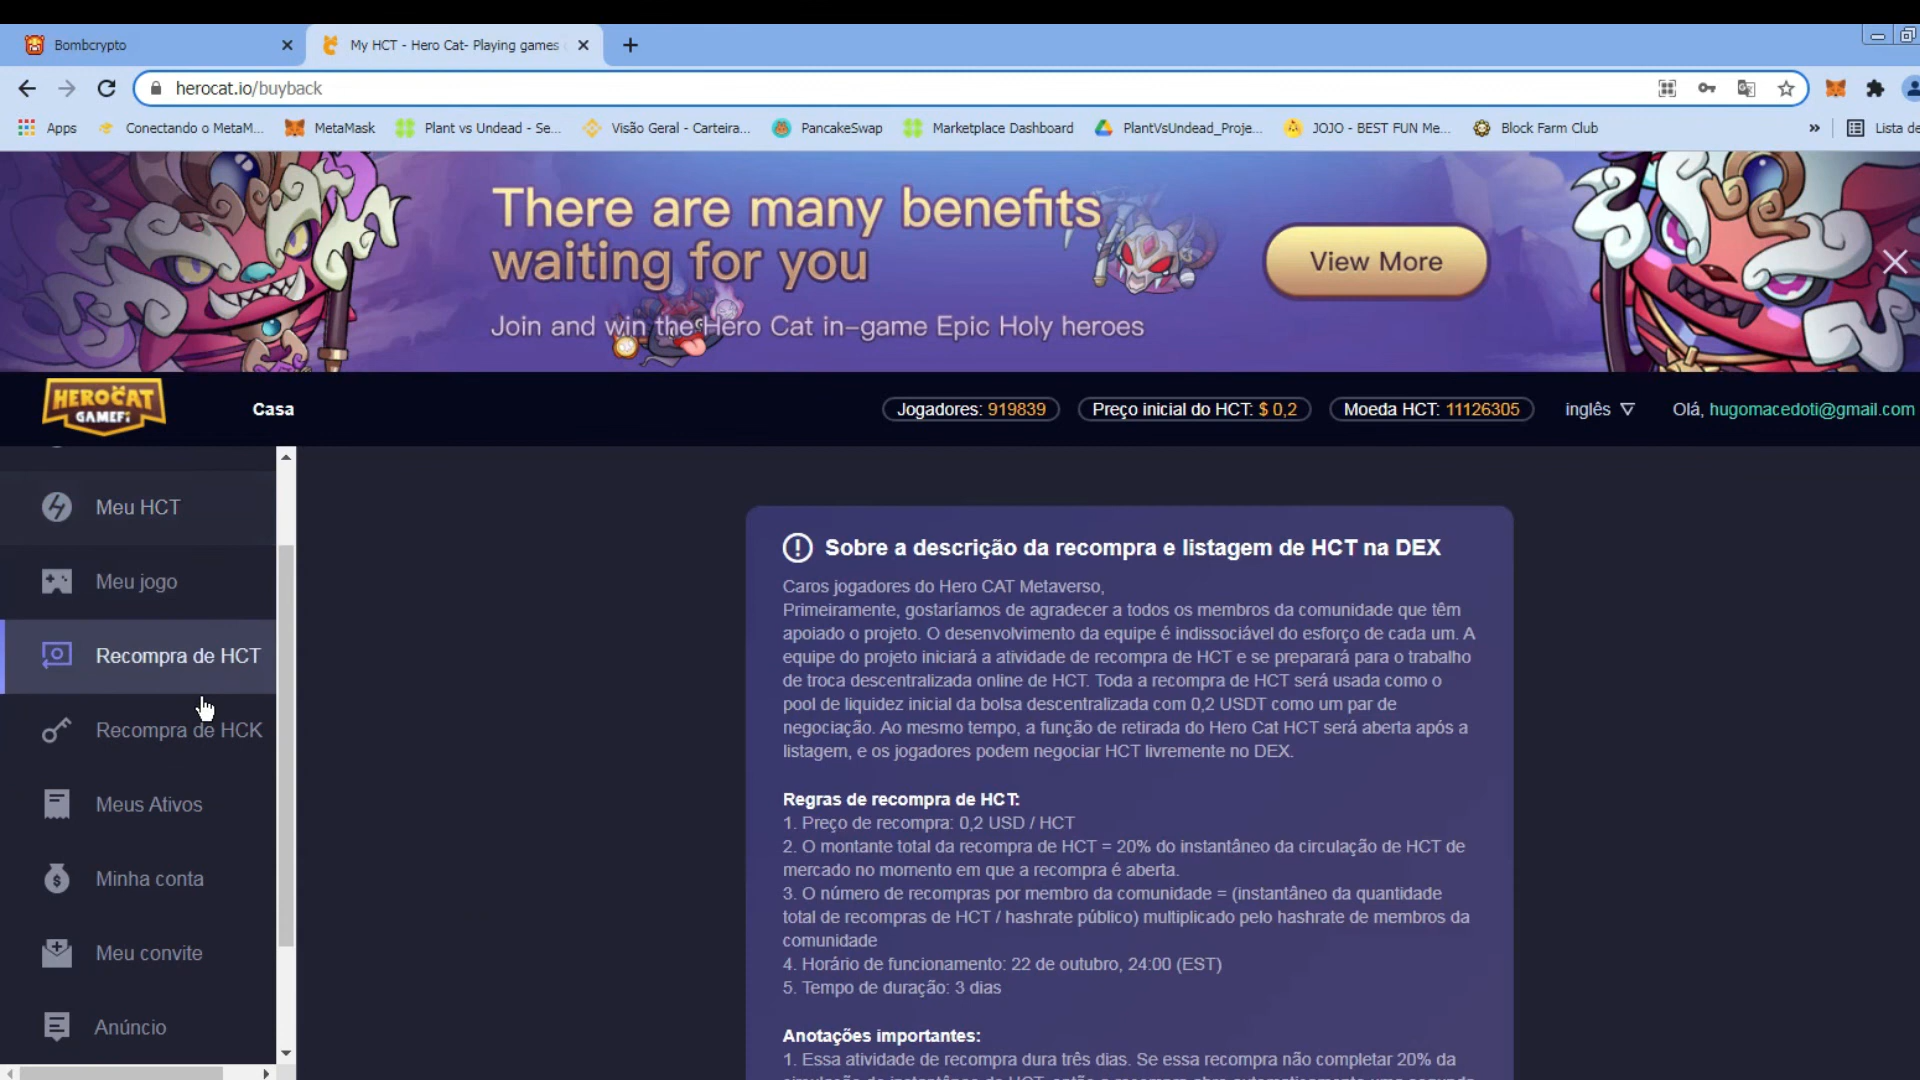 Bombcrypto
My HCT - Hero Cat- Playing games
herocat.io/buyback
Apps
Conectando o MetaM...
MetaMask
Plant vs Undead - Se...
Visão Geral - Carteira...
PancakeSwap
Marketplace Dashboard
PlantVsUndead_Proje...
JOJO - BEST FUN Me...
Block Farm Club
»
Lista de
There are many benefits
waiting for you
Join and win the Hero Cat in-game Epic Holy heroes
View More
HEROCAT
GAMEFI
Casa
Jogadores: 919839
Preço inicial do HCT: $ 0,2
Moeda HCT: 11126305
inglês
Olá, hugomacedoti@gmail.com
Meu HCT
Meu jogo
Recompra de HCT
Recompra de HCK
Meus Ativos
Minha conta
Meu convite
Anúncio
Sobre a descrição da recompra e listagem de HCT na DEX
Caros jogadores do Hero CAT Metaverso,
Primeiramente, gostaríamos de agradecer a todos os membros da comunidade que têm
apoiado o projeto. O desenvolvimento da equipe é indissociável do esforço de cada um. A
equipe do projeto iniciará a atividade de recompra de HCT e se preparará para o trabalho
de troca descentralizada online de HCT. Toda a recompra de HCT será usada como o
pool de liquidez inicial da bolsa descentralizada com 0,2 USDT como um par de
negociação. Ao mesmo tempo, a função de retirada do Hero Cat HCT será aberta após a
listagem, e os jogadores podem negociar HCT livremente no DEX.
Regras de recompra de HCT:
1. Preço de recompra: 0,2 USD / HCT
2. O montante total da recompra de HCT = 20% do instantâneo da circulação de HCT de
mercado no momento em que a recompra é aberta.
3. O número de recompras por membro da comunidade = (instantâneo da quantidade
total de recompras de HCT / hashrate público) multiplicado pelo hashrate de membros da
comunidade
4. Horário de funcionamento: 22 de outubro, 24:00 (EST)
5. Tempo de duração: 3 dias
Anotações importantes:
1. Essa atividade de recompra dura três dias. Se essa recompra não completar 20% da